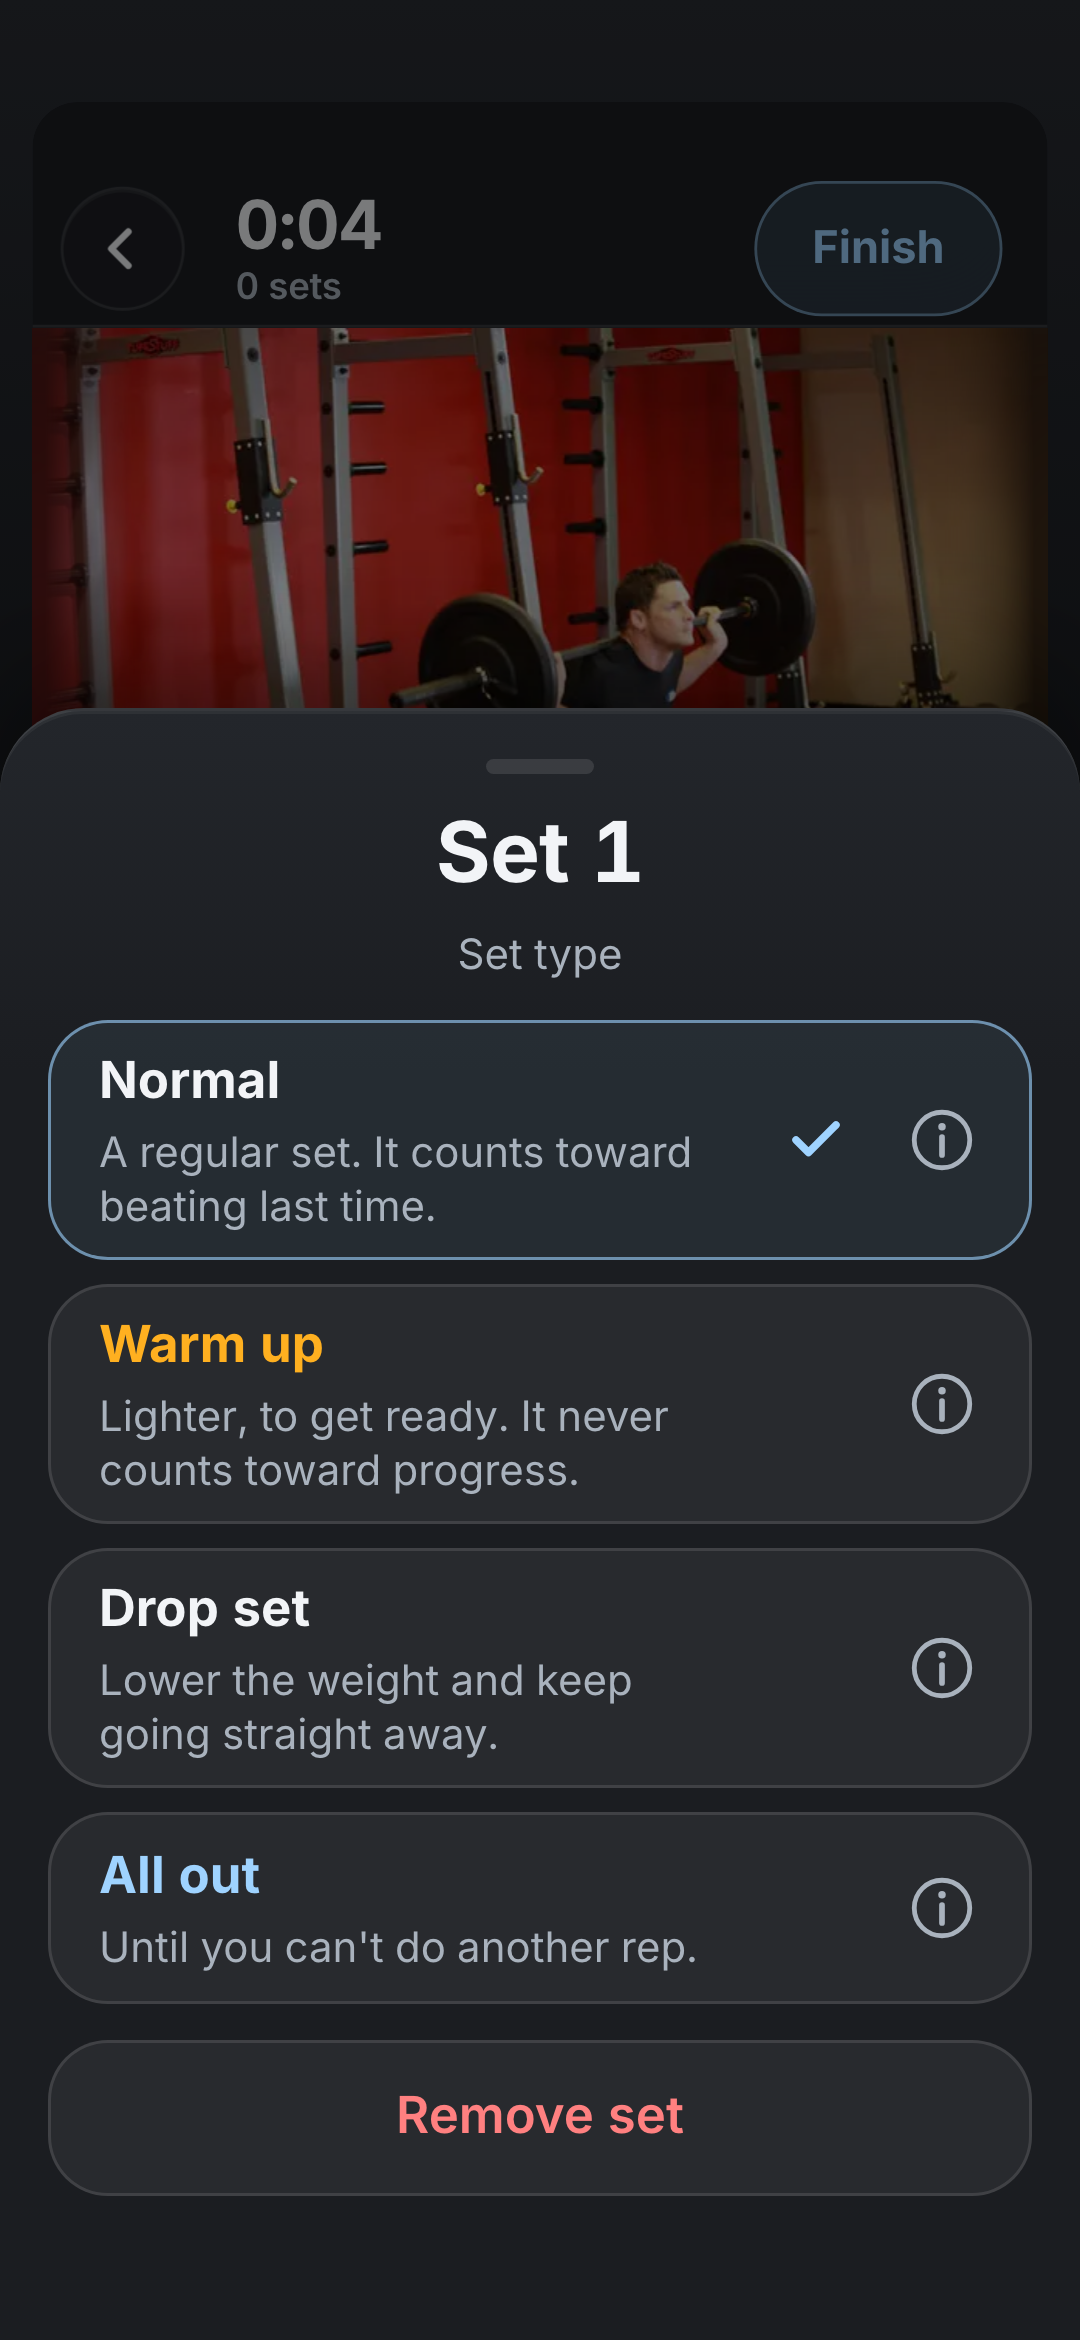 0:04
0 sets
Finish
Set 1
Set type
Normal
A regular set. It counts toward
beating last time.
Warm up
Lighter, to get ready. It never
counts toward progress.
Drop set
Lower the weight and keep
going straight away.
All out
Until you can't do another rep.
Remove set